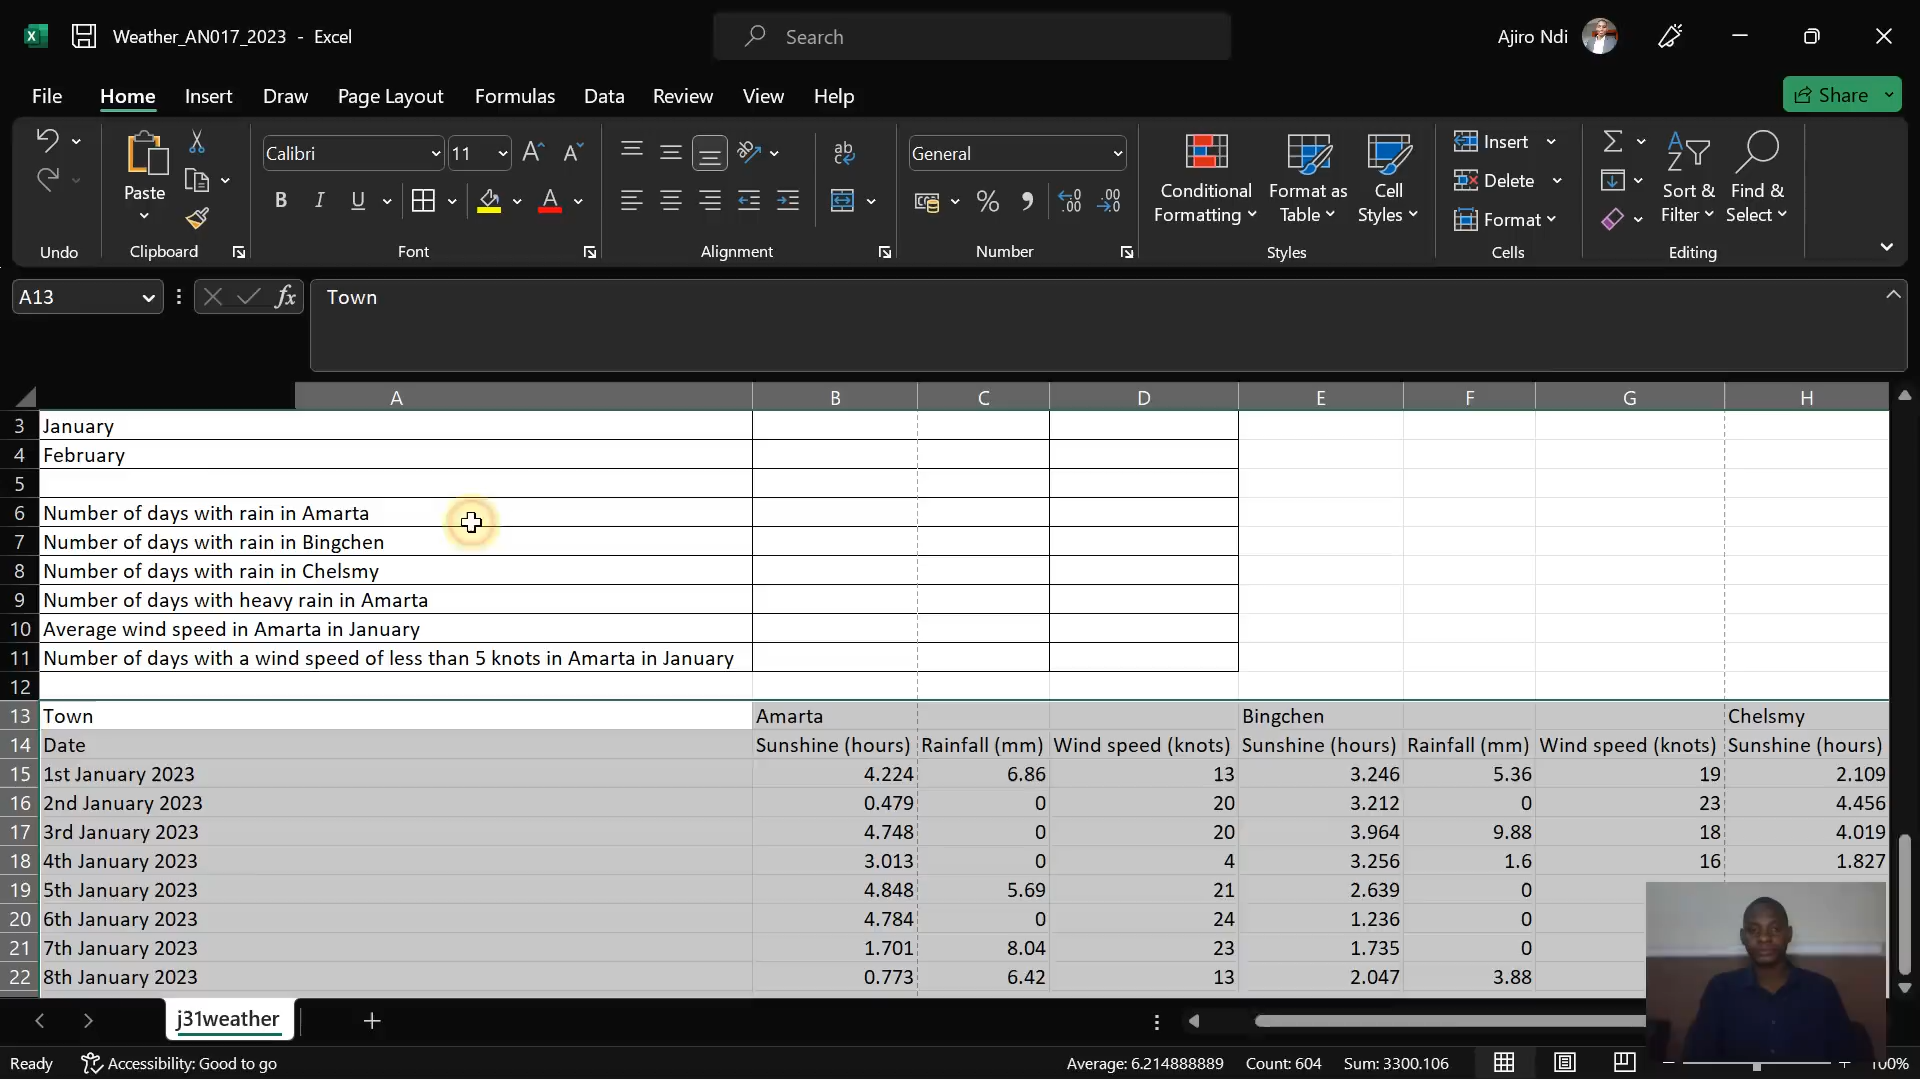 Weather_AN017_2023 - Excel
Search
Ajiro Ndi
File Home Insert Draw Page Layout Formulas Data Review View Help
Share
Paste
Calibri
11
B I U
A
ab
General
Conditional Formatting
Format as Table
Cell Styles
Insert
Delete
Format
Sort & Filter
Find & Select
Undo
Clipboard
Font
Alignment
Number
Styles
Cells
Editing
A13
fx
Town
A B C D E F G H
3 January
4 February
5
6 Number of days with rain in Amarta
7 Number of days with rain in Bingchen
8 Number of days with rain in Chelsmy
9 Number of days with heavy rain in Amarta
10 Average wind speed in Amarta in January
11 Number of days with a wind speed of less than 5 knots in Amarta in January
12
13 Town Amarta Bingchen Chelsmy
14 Date Sunshine (hours) Rainfall (mm) Wind speed (knots) Sunshine (hours) Rainfall (mm) Wind speed (knots) Sunshine (hours)
15 1st January 2023 4.224 6.86 13 3.246 5.36 19 2.109
16 2nd January 2023 0.479 0 20 3.212 0 23 4.456
17 3rd January 2023 4.748 0 20 3.964 9.88 18 4.019
18 4th January 2023 3.013 0 4 3.256 1.6 16 1.827
19 5th January 2023 4.848 5.69 21 2.639 0
20 6th January 2023 4.784 0 24 1.236 0
21 7th January 2023 1.701 8.04 23 1.735 0
22 8th January 2023 0.773 6.42 13 2.047 3.88
j31weather
Ready
Accessibility: Good to go
Average: 6.214888889 Count: 604 Sum: 3300.106
100%